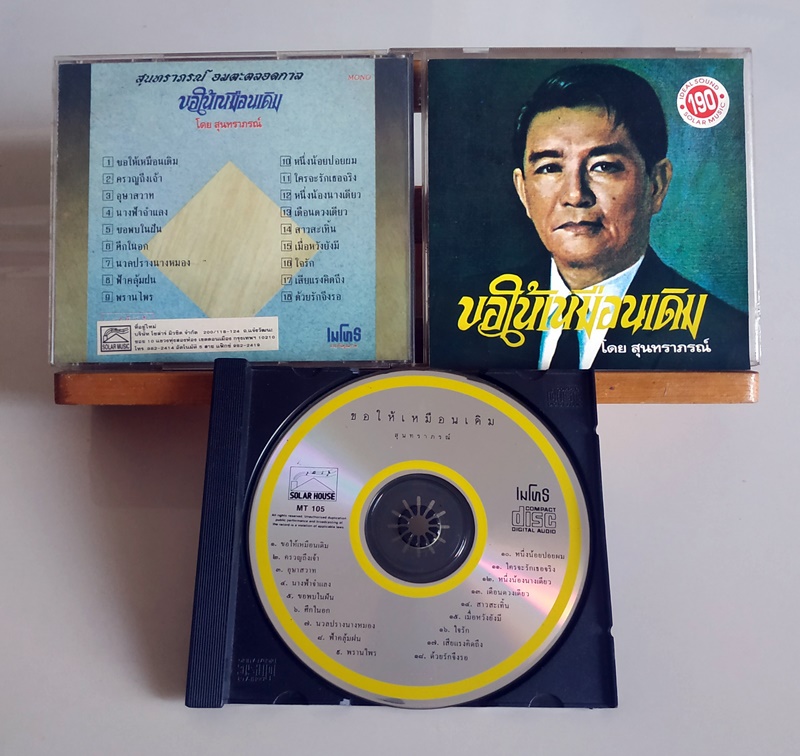 สุนทราภรณ์ อมตะตลอดกาล
MONO
ขอให้เหมือนเดิม
โดย สุนทราภรณ์
1 ขอให้เหมือนเดิม
2 ครวญถึงเจ้า
3 อุษาสวาท
4 นางฟ้าจำแลง
5 ขอพบในฝัน
6 ศึกในอก
7 นวลปรางนางหมอง
8 ฟ้าคลุ้มฝน
9 พรานไพร
10 หนึ่งน้อยปอยผม
11 ใครจะรักเธอจริง
12 หนึ่งน้องนางเดียว
13 เดือนดวงเดียว
14 สาวสะเทิ้น
15 เมื่อหวังยังมี
16 ใจรัก
17 เสียแรงคิดถึง
18 ด้วยรักจึงรอ
SOLAR MUSIC
ที่อยู่ใหม่
เมโทร
IDEAL SOUND
190
SOLAR MUSIC
ขอให้เหมือนเดิม
โดย สุนทราภรณ์
ขอให้เหมือนเดิม
สุนทราภรณ์
SOLAR HOUSE
MT 105
All rights reserved. Unauthorized duplication
public performance and broadcasting of
the record is a violation of applicable laws.
เมโทร
COMPACT
disc
DIGITAL AUDIO
๑. ขอให้เหมือนเดิม
๒. ครวญถึงเจ้า
๓. อุษาสวาท
๔. นางฟ้าจำแลง
๕. ขอพบในฝัน
๖. ศึกในอก
๗. นวลปรางนางหมอง
๘. ฟ้าคลุ้มฝน
๙. พรานไพร
๑๐. หนึ่งน้อยปอยผม
๑๑. ใครจะรักเธอจริง
๑๒. หนึ่งน้องนางเดียว
๑๓. เดือนดวงเดียว
๑๔. สาวสะเทิ้น
๑๕. เมื่อหวังยังมี
๑๖. ใจรัก
๑๗. เสียแรงคิดถึง
๑๘. ด้วยรักจึงรอ